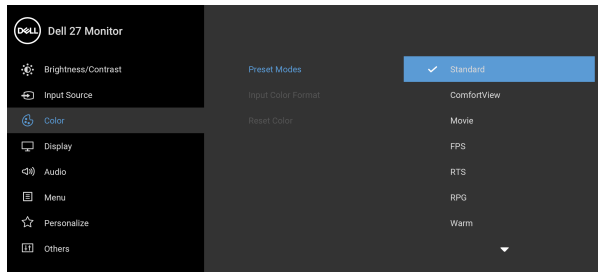 DELL Dell 27 Monitor
Brightness/Contrast
Input Source
Color
Display
Audio
Menu
Personalize
Others
Preset Modes
Input Color Format
Reset Color
Standard
ComfortView
Movie
FPS
RTS
RPG
Warm